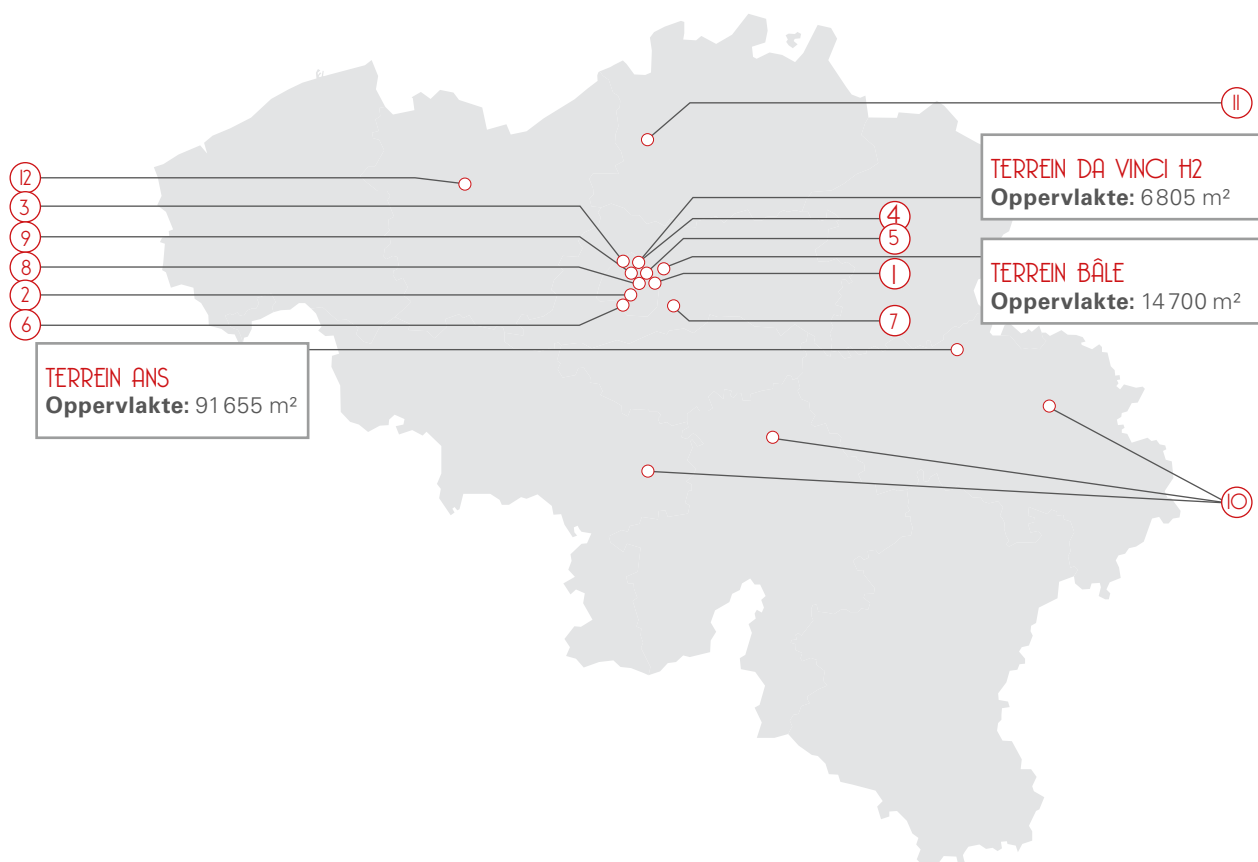 11
TERREIN DA VINCI H2
Oppervlakte: 6 805 m²
12
3
4
9
5
TERREIN BÂLE
Oppervlakte: 14 700 m²
8
1
2
6
7
TERREIN ANS
Oppervlakte: 91 655 m²
10